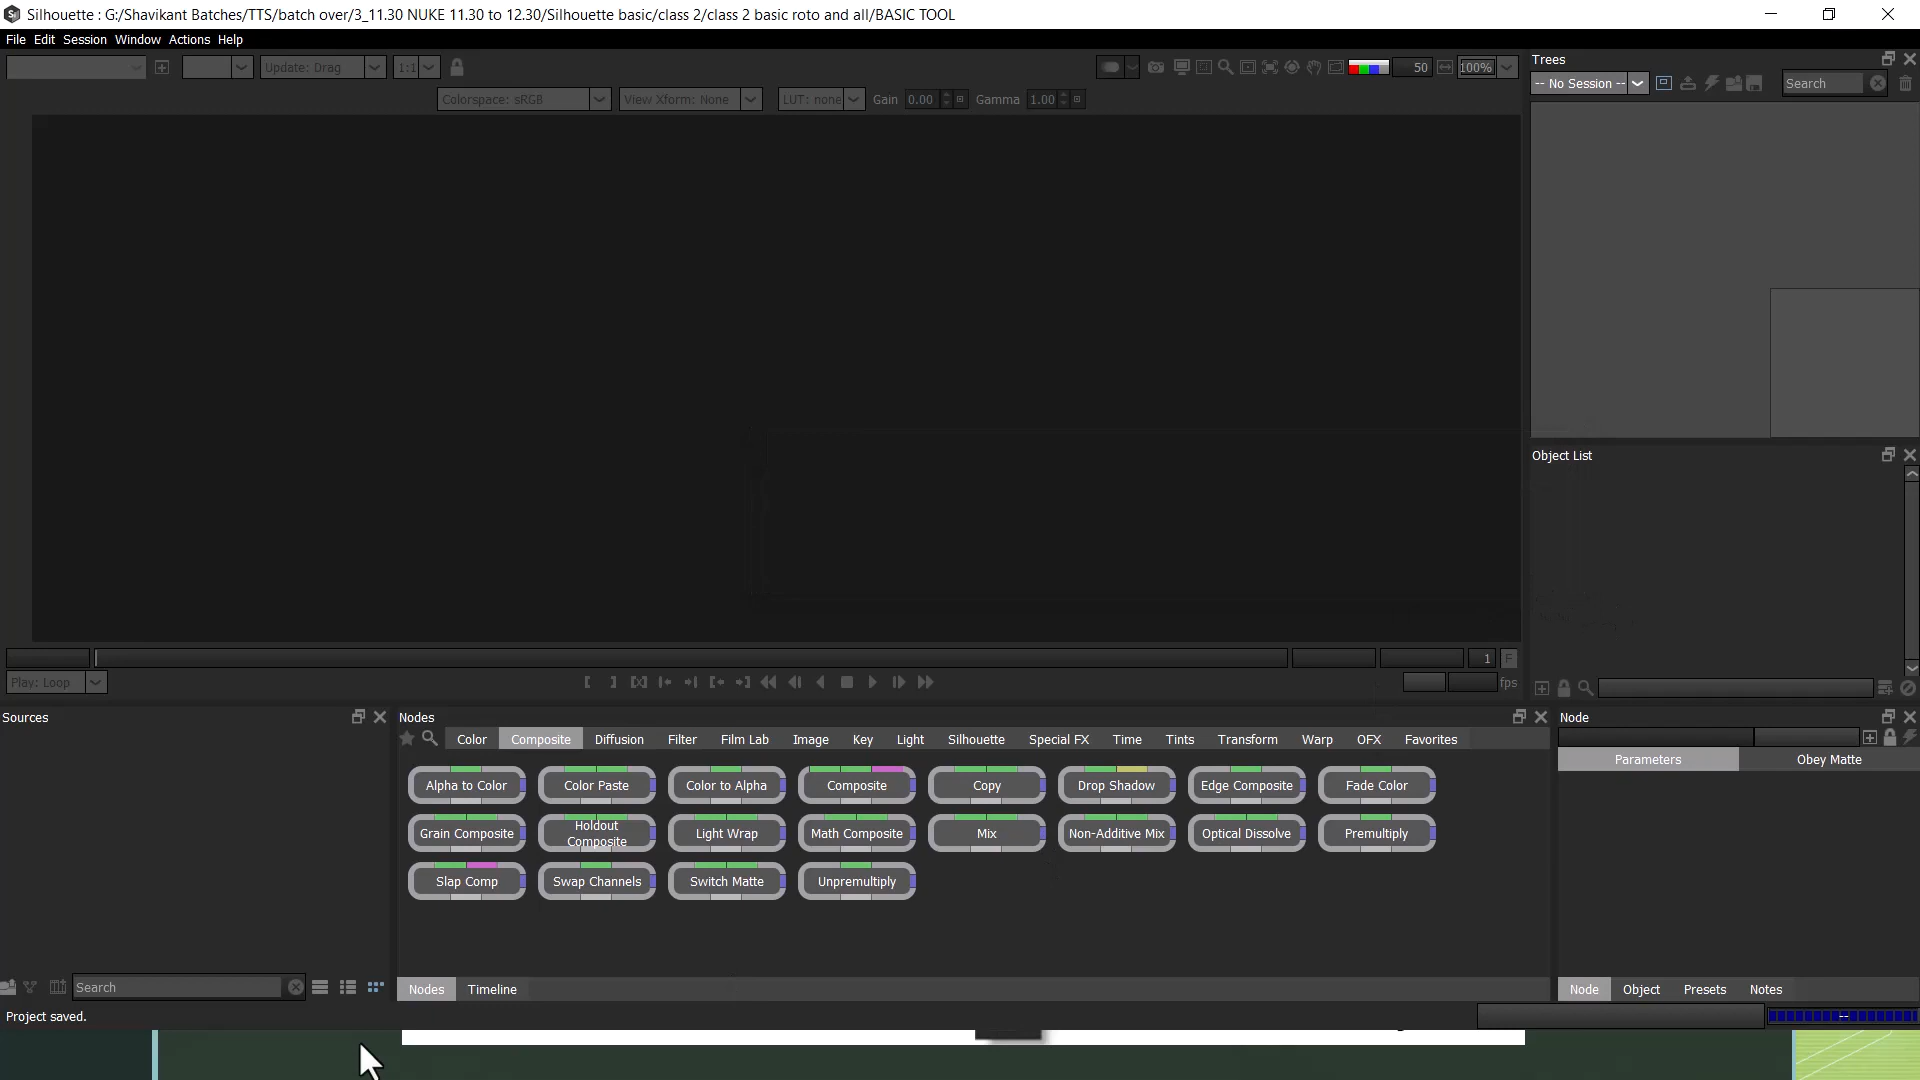 Silhouette : G:/Shavikant Batches/TTS/batch over/3_11.30 NUKE 11.30 to 12.30/Silhouette basic/class 2/class 2 basic roto and all/BASIC TOOL
File Edit Session Window Actions Help
Update: Drag 1:1 50 100%
Colorspace: sRGB View Xform: None LUT: none Gain 0.00 Gamma 1.00
Trees
-- No Session -- Search
Object List
1 F
Play: Loop fps
Sources
Search
Nodes
Color Composite Diffusion Filter Film Lab Image Key Light Silhouette Special FX Time Tints Transform Warp OFX Favorites
Alpha to Color Color Paste Color to Alpha Composite Copy Drop Shadow Edge Composite Fade Color
Grain Composite Holdout Composite Light Wrap Math Composite Mix Non-Additive Mix Optical Dissolve Premultiply
Slap Comp Swap Channels Switch Matte Unpremultiply
Nodes Timeline
Node
Parameters Obey Matte
Node Object Presets Notes
Project saved.
--